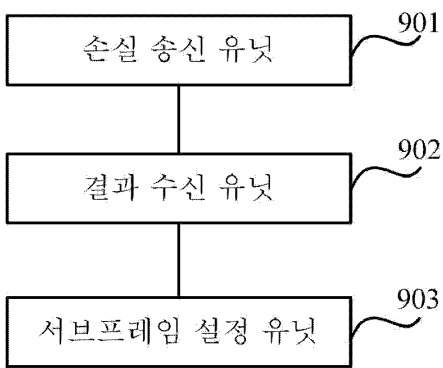 901
손실 송신 유닛
902
결과 수신 유닛
903
서브프레임 설정 유닛